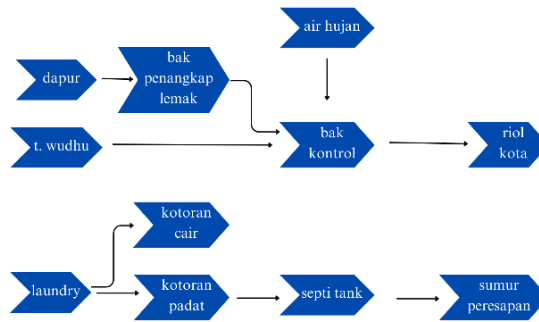 air hujan
bak
penangkap
lemak
dapur
t. wudhu
bak
kontrol
riol
kota
kotoran
cair
laundry
kotoran
padat
septi tank
sumur
peresapan